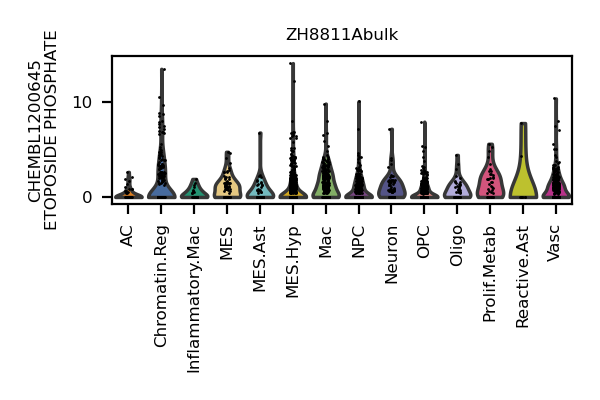 ZH8811Abulk
CHEMBL1200645
ETOPOSIDE PHOSPHATE
10
0
AC
Chromatin.Reg
Inflammatory.Mac
MES
MES.Ast
MES.Hyp
Mac
NPC
Neuron
OPC
Oligo
Prolif.Metab
Reactive.Ast
Vasc